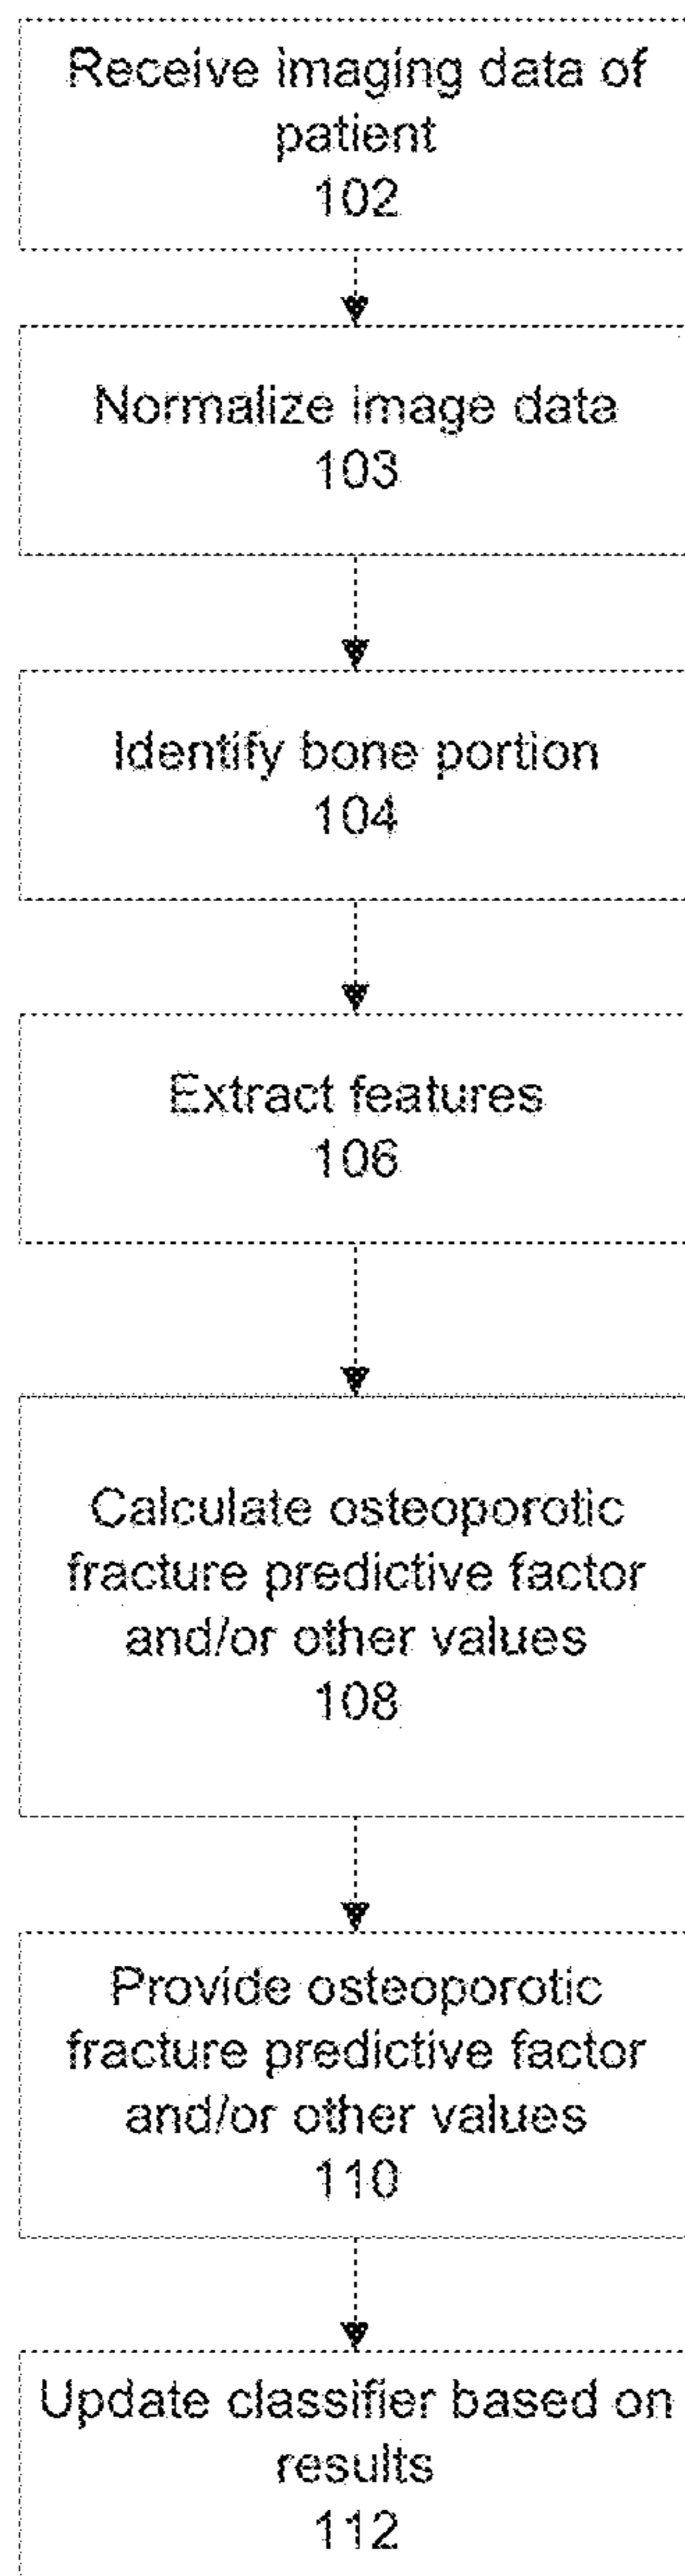 Receive imaging data of
patient
102
Normalize image data
103
Identify bone portion
104
Extract features
106
Calculate osteoporotic
fracture predictive factor
and/or other values
108
Provide osteoporotic
fracture predictive factor
and/or other values
110
Update classifier based on
results
112